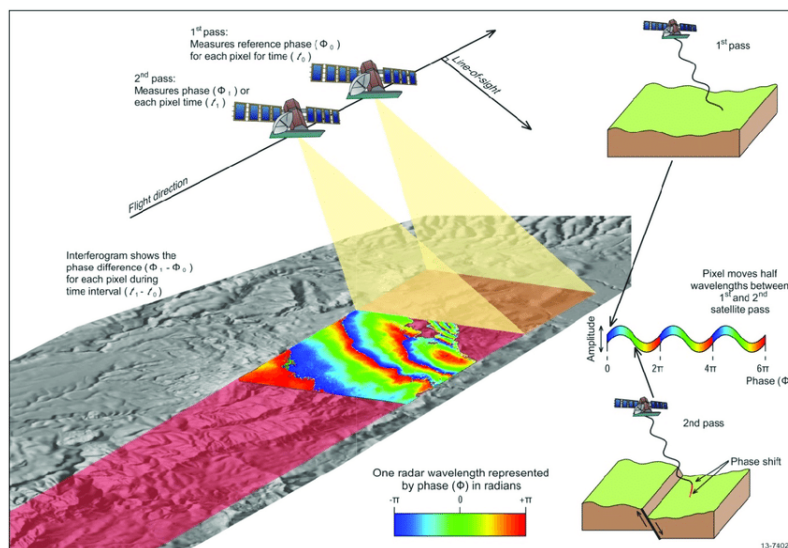 1st pass:
Measures reference phase (Φ0)
for each pixel for time (t0)
2nd pass:
Measures phase (Φ1) or
each pixel time (t1)
Line-of-sight
Flight direction
Interferogram shows the
phase difference (Φ1 - Φ0)
for each pixel during
time interval (t1 - t0)
1st pass
Pixel moves half
wavelengths between
1st and 2nd
satellite pass
Amplitude
0 2π 4π 6π
Phase (Φ
2nd pass
Phase shift
One radar wavelength represented
by phase (Φ) in radians
-π 0 +π
13-7402